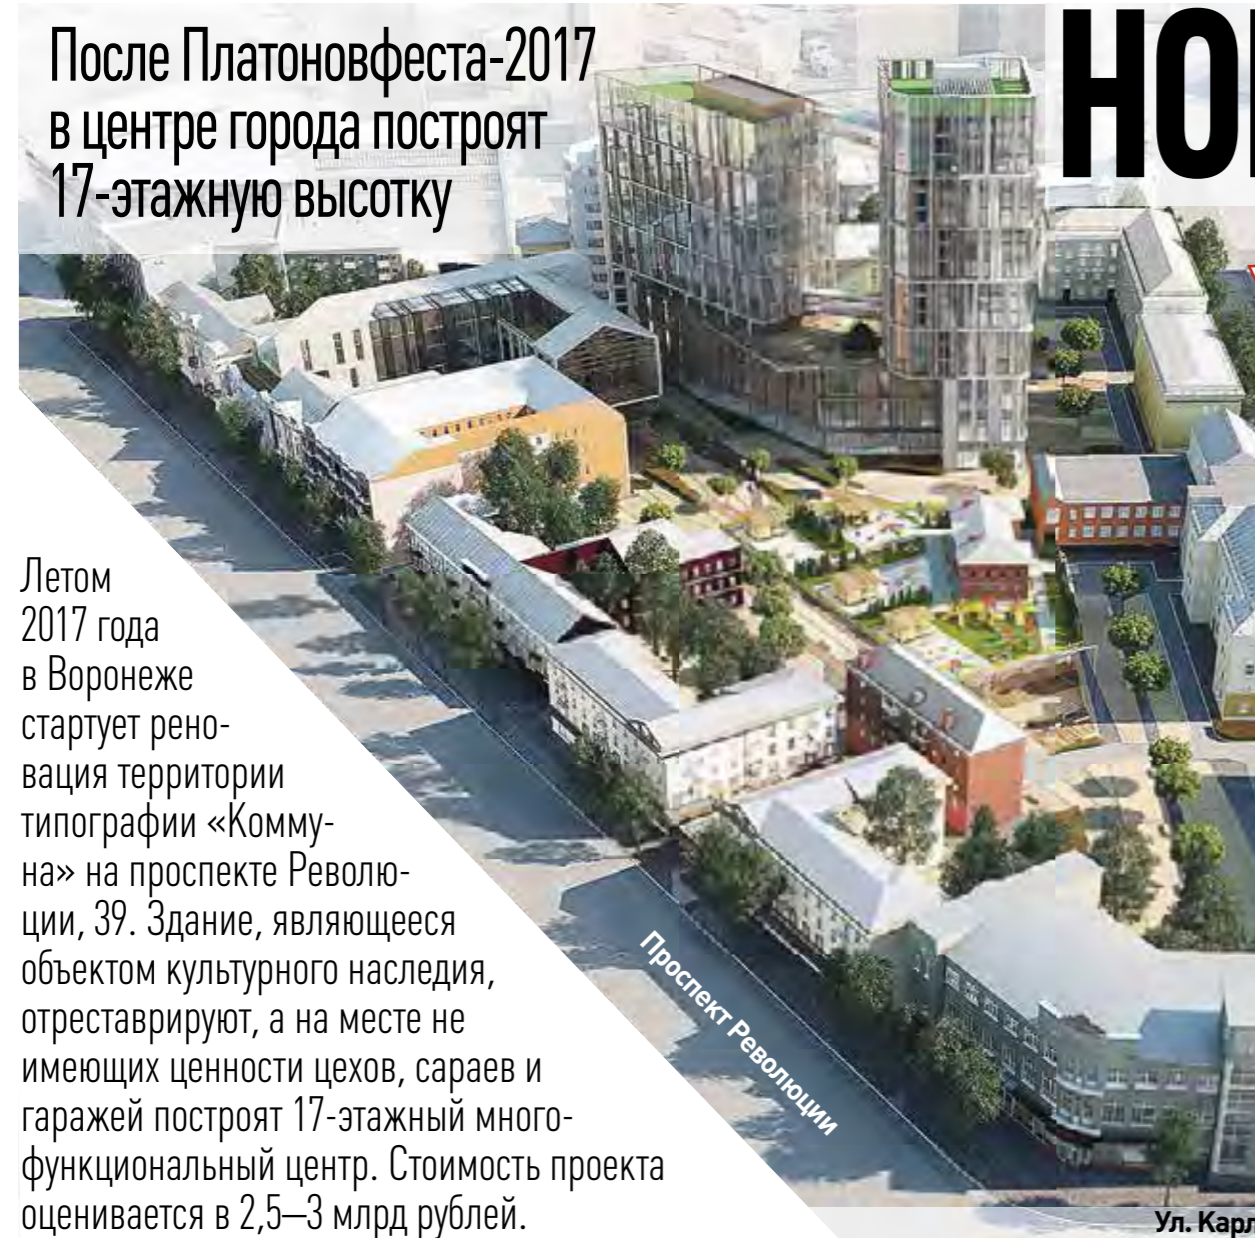 После Платоновфеста-2017
в центре города построят
17-этажную высотку
Летом
2017 года
в Воронеже
стартует рено-
вация территории
типографии «Комму-
на» на проспекте Револю-
ции, 39. Здание, являющееся
объектом культурного наследия,
отреставрируют, а на месте не
имеющих ценности цехов, сараев и
гаражей построят 17-этажный много-
функциональный центр. Стоимость проекта
оценивается в 2,5–3 млрд рублей.
Проспект Революции
Ул.